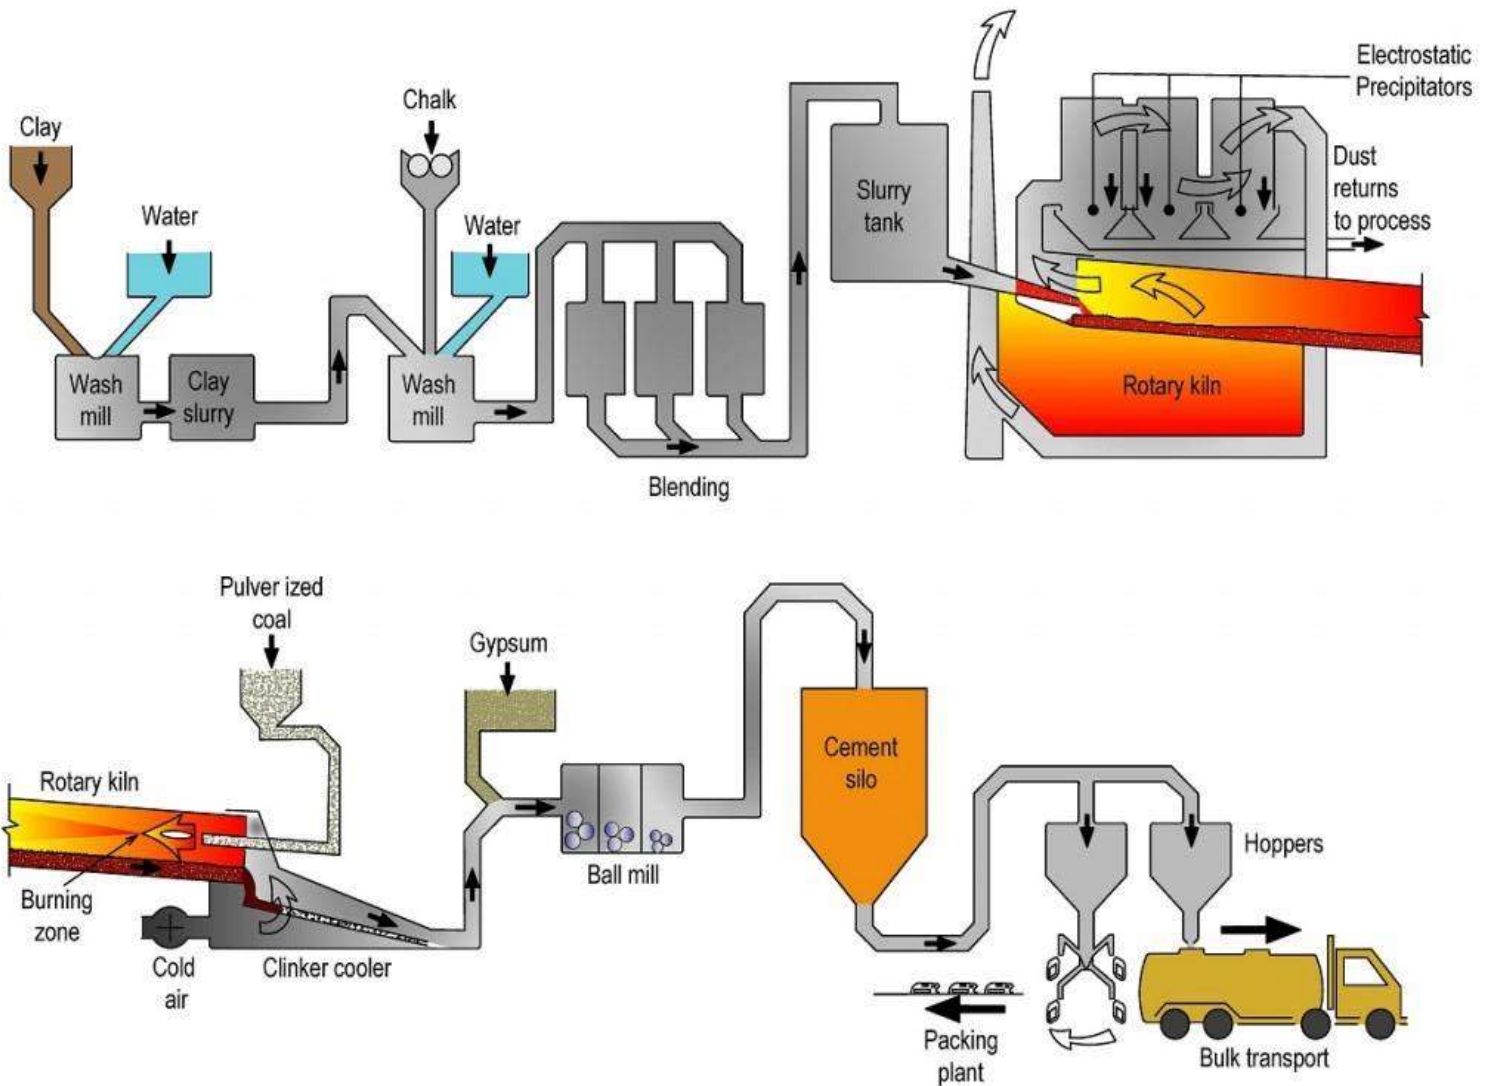 Clay
Water
Wash
mill
Clay
slurry
Chalk
Water
Wash
mill
Blending
Slurry
tank
Electrostatic
Precipitators
Dust
returns
to process
Rotary kiln
Pulver ized
coal
Rotary kiln
Burning
zone
Cold
air
Clinker cooler
Gypsum
Ball mill
Cement
silo
Hoppers
Packing
plant
Bulk transport